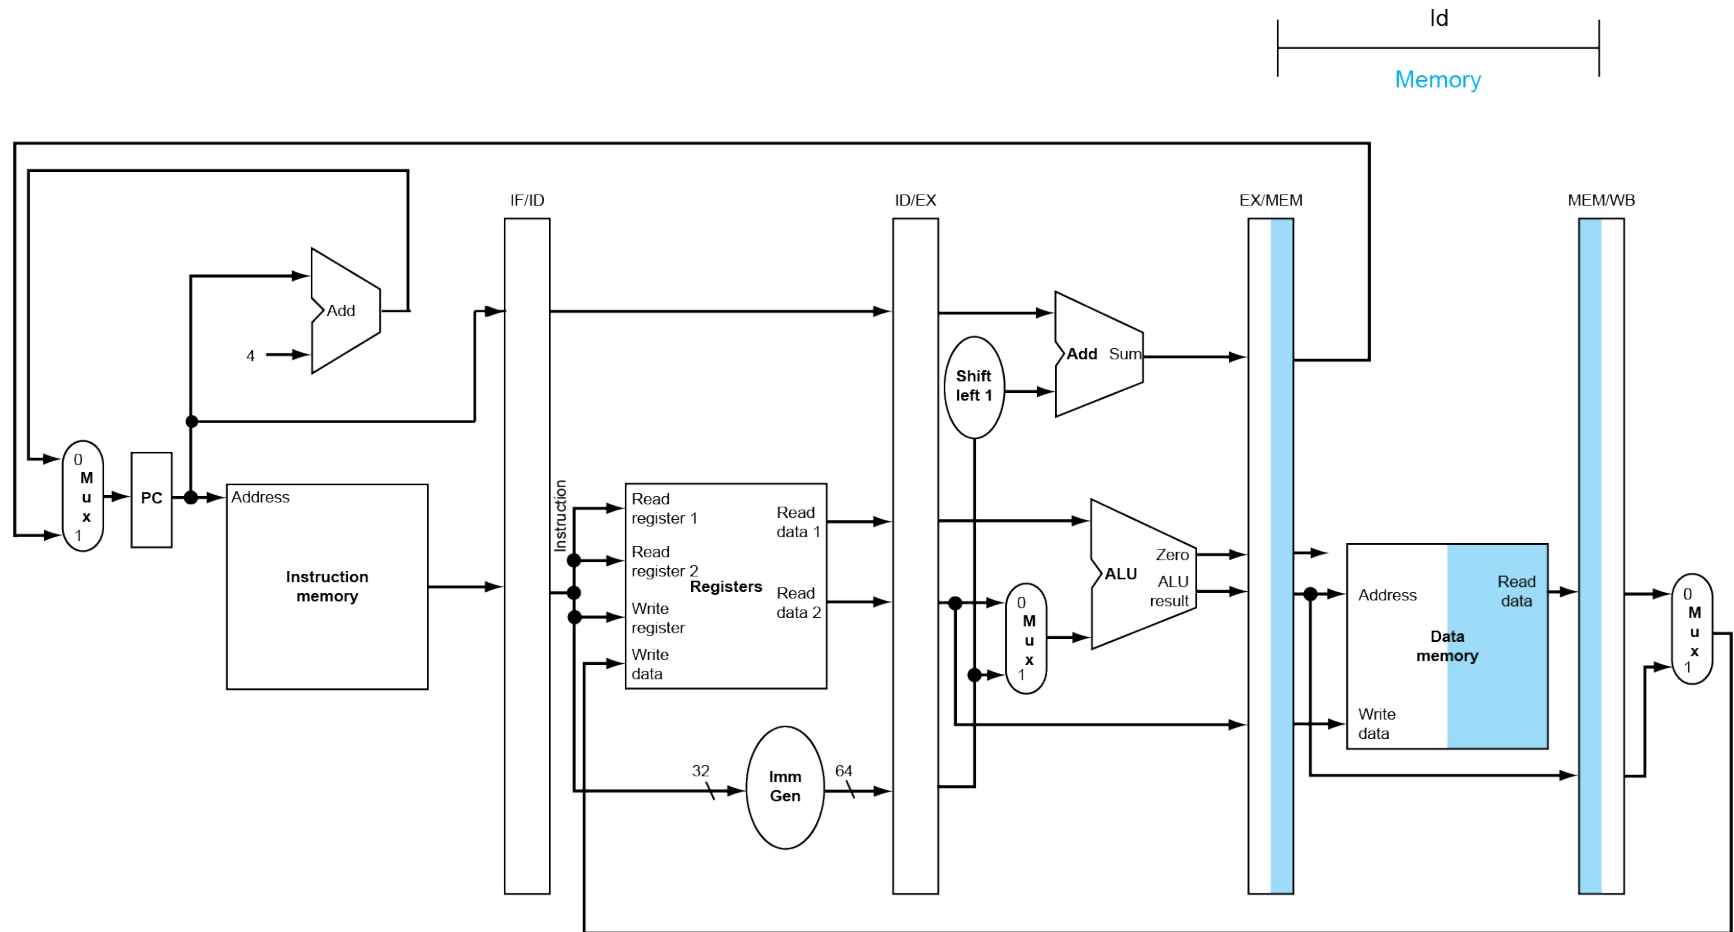 ld
Memory
IF/ID
ID/EX
EX/MEM
MEM/WB
Add
4
Add Sum
Shift
left 1
0
M
u
x
1
PC
Address
Instruction
memory
Instruction
Read
register 1
Read
data 1
Read
register 2
Registers
Write
register
Read
data 2
Write
data
0
M
u
x
1
Zero
ALU
ALU
result
Address
Read
data
Data
memory
Write
data
0
M
u
x
1
32
Imm
Gen
64